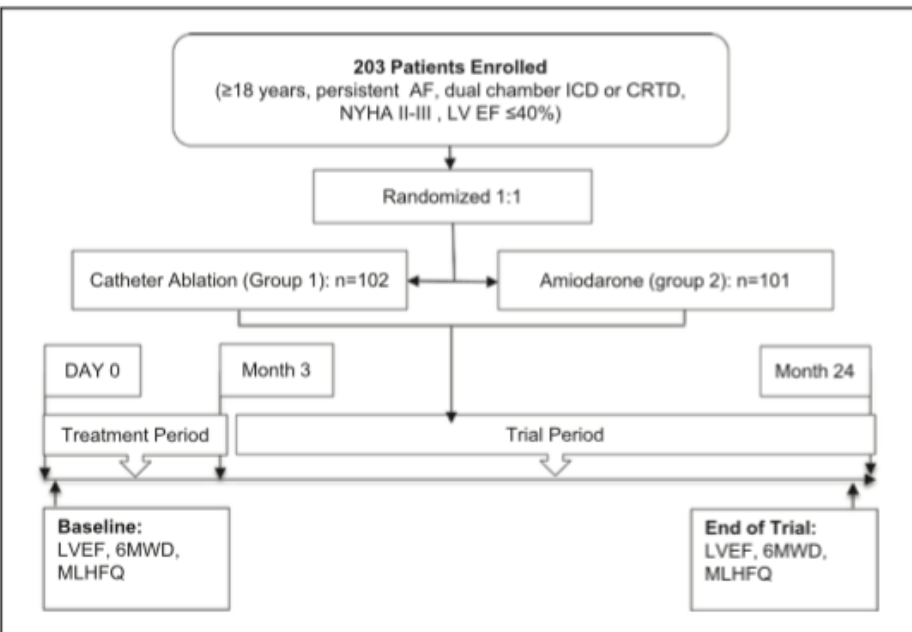 203 Patients Enrolled
(≥18 years, persistent AF, dual chamber ICD or CRTD,
NYHA II-III , LV EF ≤40%)
Randomized 1:1
Catheter Ablation (Group 1): n=102
Amiodarone (group 2): n=101
DAY 0
Month 3
Month 24
Treatment Period
Trial Period
Baseline:
LVEF, 6MWD,
MLHFQ
End of Trial:
LVEF, 6MWD,
MLHFQ